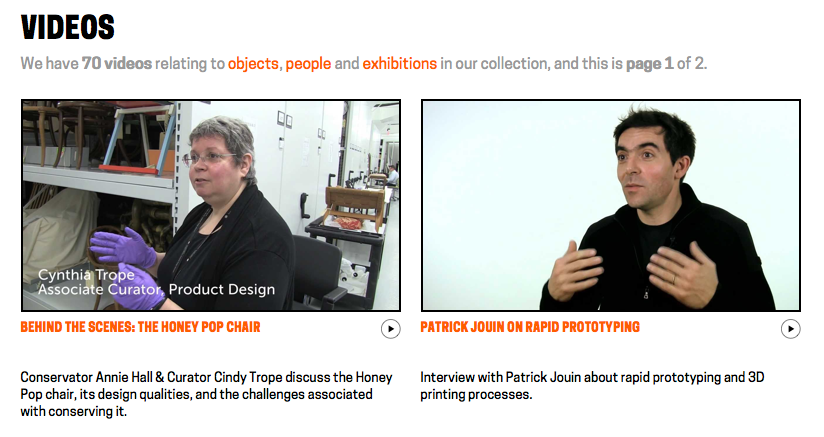 VIDEOS
We have 70 videos relating to objects, people and exhibitions in our collection, and this is page 1 of 2.
Cynthia Trope
Associate Curator, Product Design
BEHIND THE SCENES: THE HONEY POP CHAIR
Conservator Annie Hall & Curator Cindy Trope discuss the Honey
Pop chair, its design qualities, and the challenges associated
with conserving it.
PATRICK JOUIN ON RAPID PROTOTYPING
Interview with Patrick Jouin about rapid prototyping and 3D
printing processes.